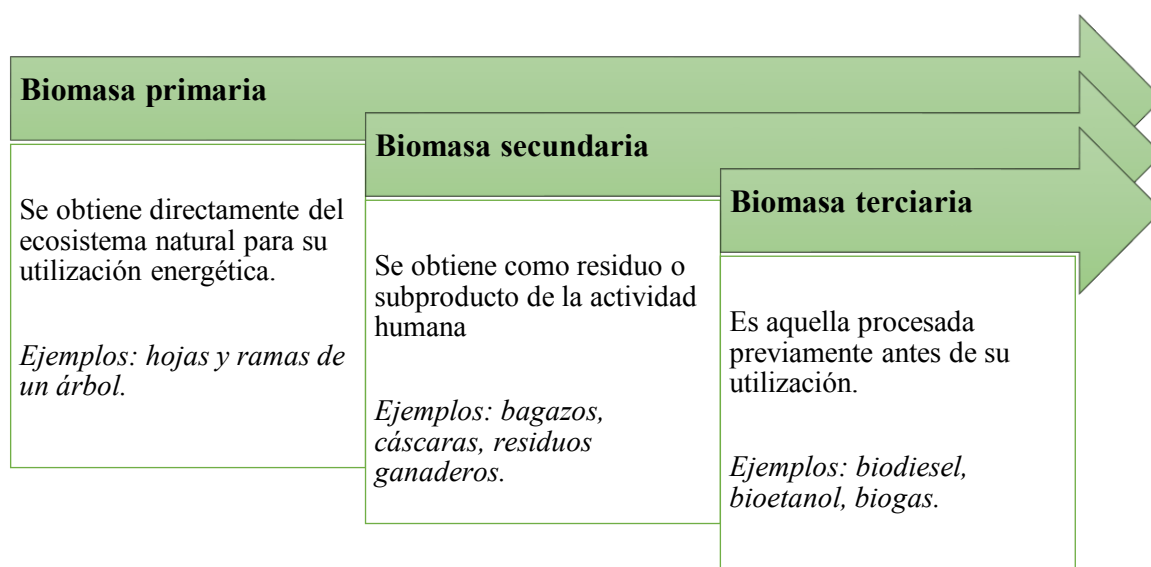 Biomasa primaria
Se obtiene directamente del
ecosistema natural para su
utilización energética.
Ejemplos: hojas y ramas de
un árbol.
Biomasa secundaria
Se obtiene como residuo o
subproducto de la actividad
humana
Ejemplos: bagazos,
cáscaras, residuos
ganaderos.
Biomasa terciaria
Es aquella procesada
previamente antes de su
utilización.
Ejemplos: biodiesel,
bioetanol, biogas.